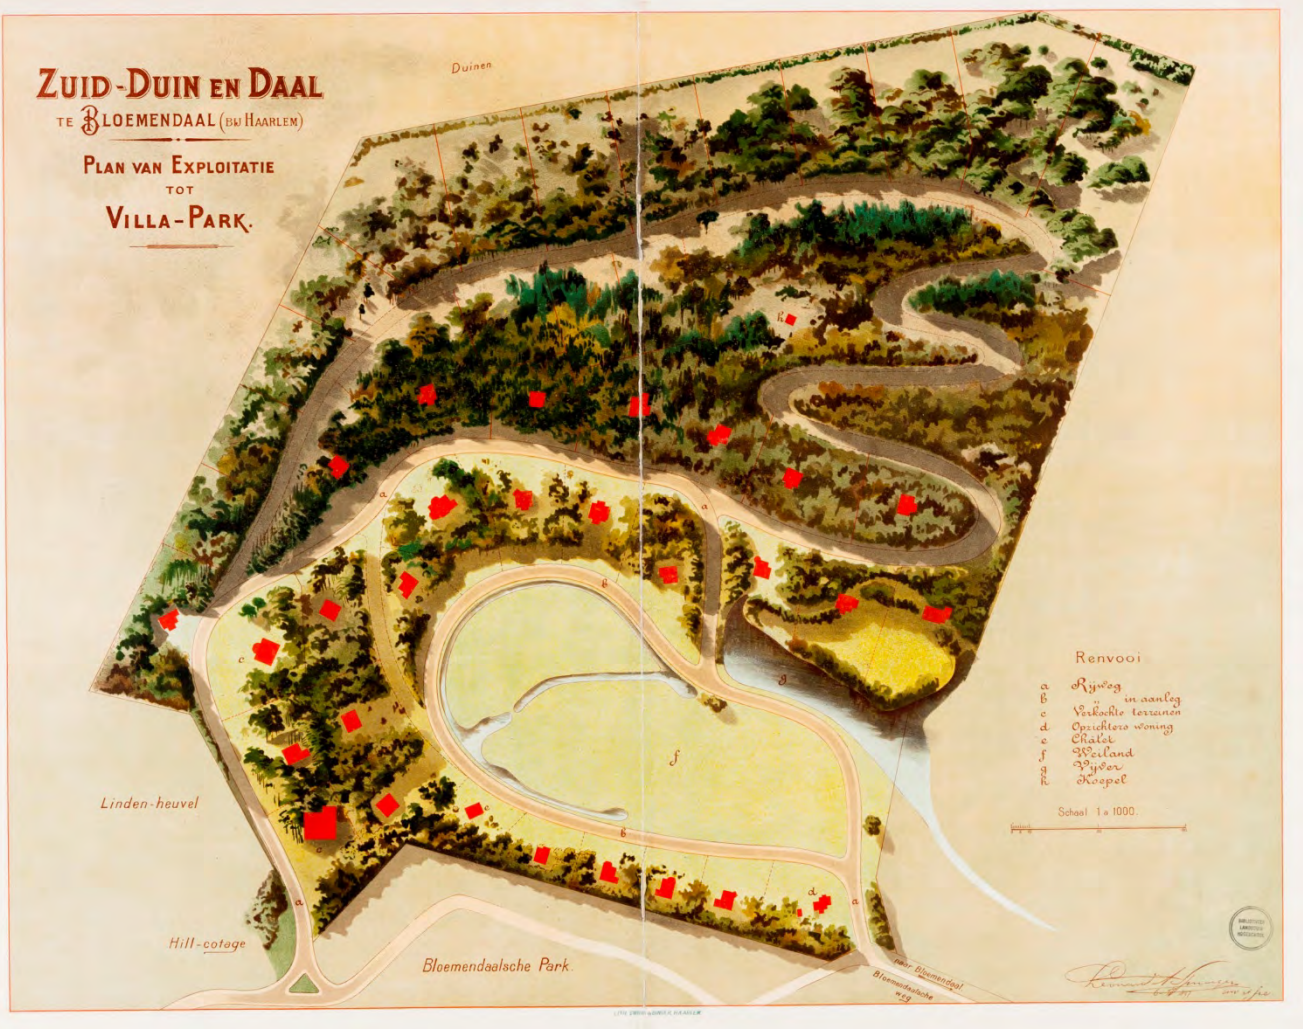 ZUID-DUIN EN DAAL
TE BLOEMENDAAL (BIJ HAARLEM)
PLAN VAN EXPLOITATIE
TOT
VILLA-PARK.
Duinen
h
a
a
b
c
g
f
e
b
c
d
a
a
Linden-heuvel
Hill-cotage
Bloemendaalsche Park.
naar Bloemendaal
Bloemendaalsche
weg
Renvooi
a Rijweg
b „ in aanleg
c Verkochte terreinen
d Oprichters woning
e Châlet
f Weiland
g Vijver
h Koepel
Schaal 1 à 1000.